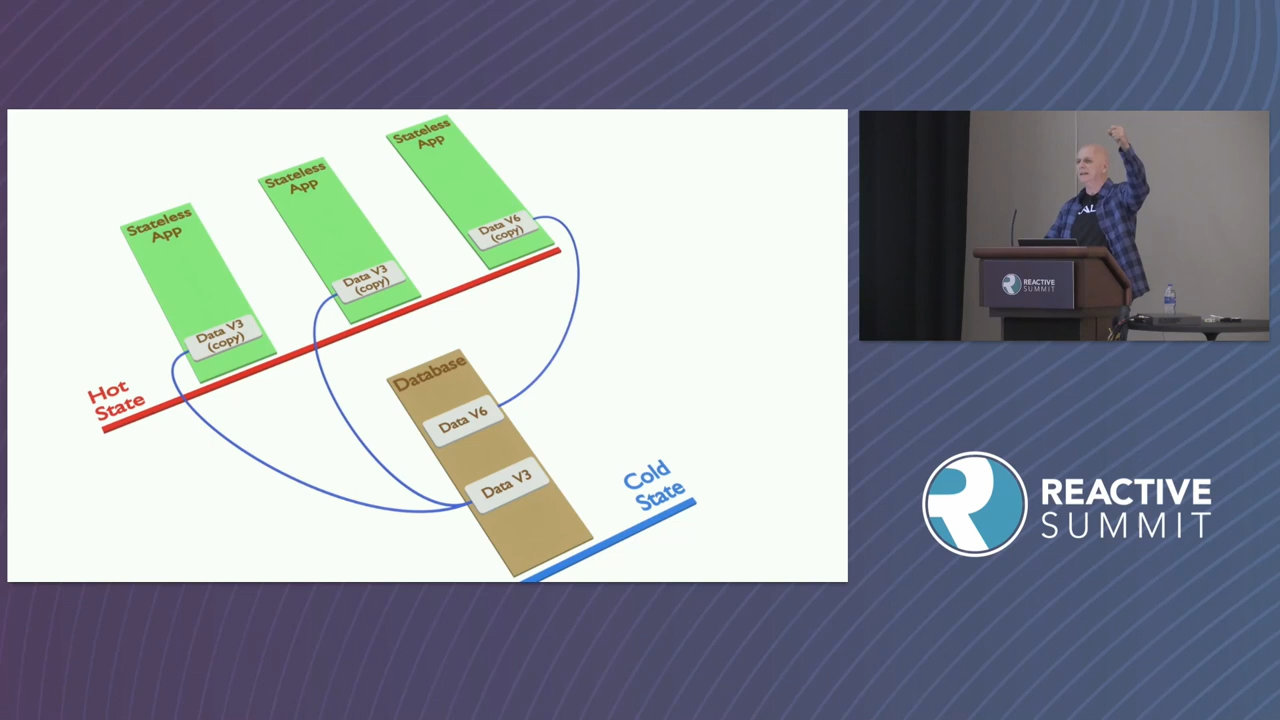 Stateless
App
Data V3
(copy)
Stateless
App
Data V3
(copy)
Stateless
App
Data V6
(copy)
Hot
State
Database
Data V6
Data V3
Cold
State
REACTIVE
SUMMIT
REACTIVE
SUMMIT